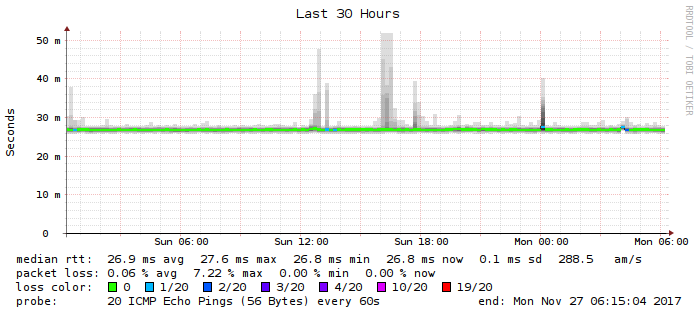 Last 30 Hours
RRDTOOL / TOBI OETIKER
Seconds
50 m
40 m
30 m
20 m
10 m
0
Sun 06:00 Sun 12:00 Sun 18:00 Mon 00:00 Mon 06:00
median rtt: 26.9 ms avg 27.6 ms max 26.8 ms min 26.8 ms now 0.1 ms sd 288.5 am/s
packet loss: 0.06 % avg 7.22 % max 0.00 % min 0.00 % now
loss color: 0 1/20 2/20 3/20 4/20 10/20 19/20
probe: 20 ICMP Echo Pings (56 Bytes) every 60s end: Mon Nov 27 06:15:04 2017